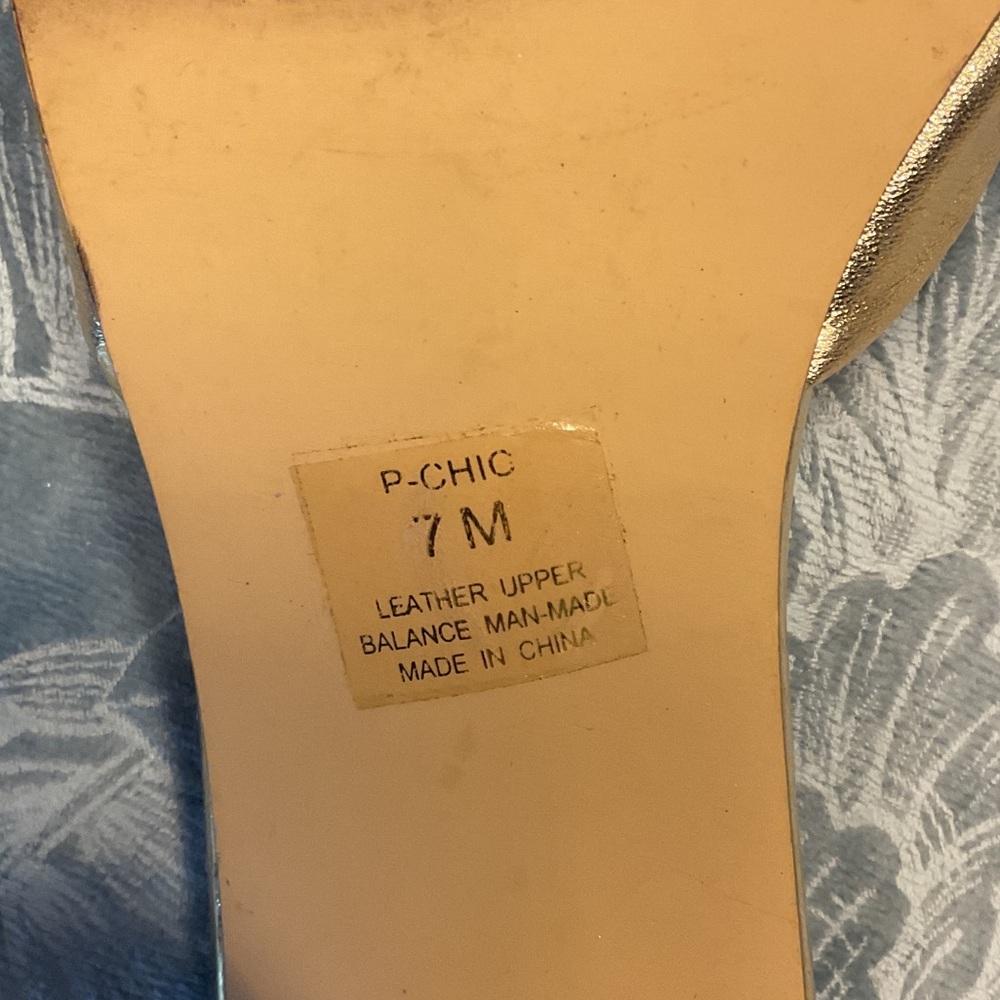 P-CHIC
7 M
LEATHER UPPER
BALANCE MAN-MADE
MADE IN CHINA